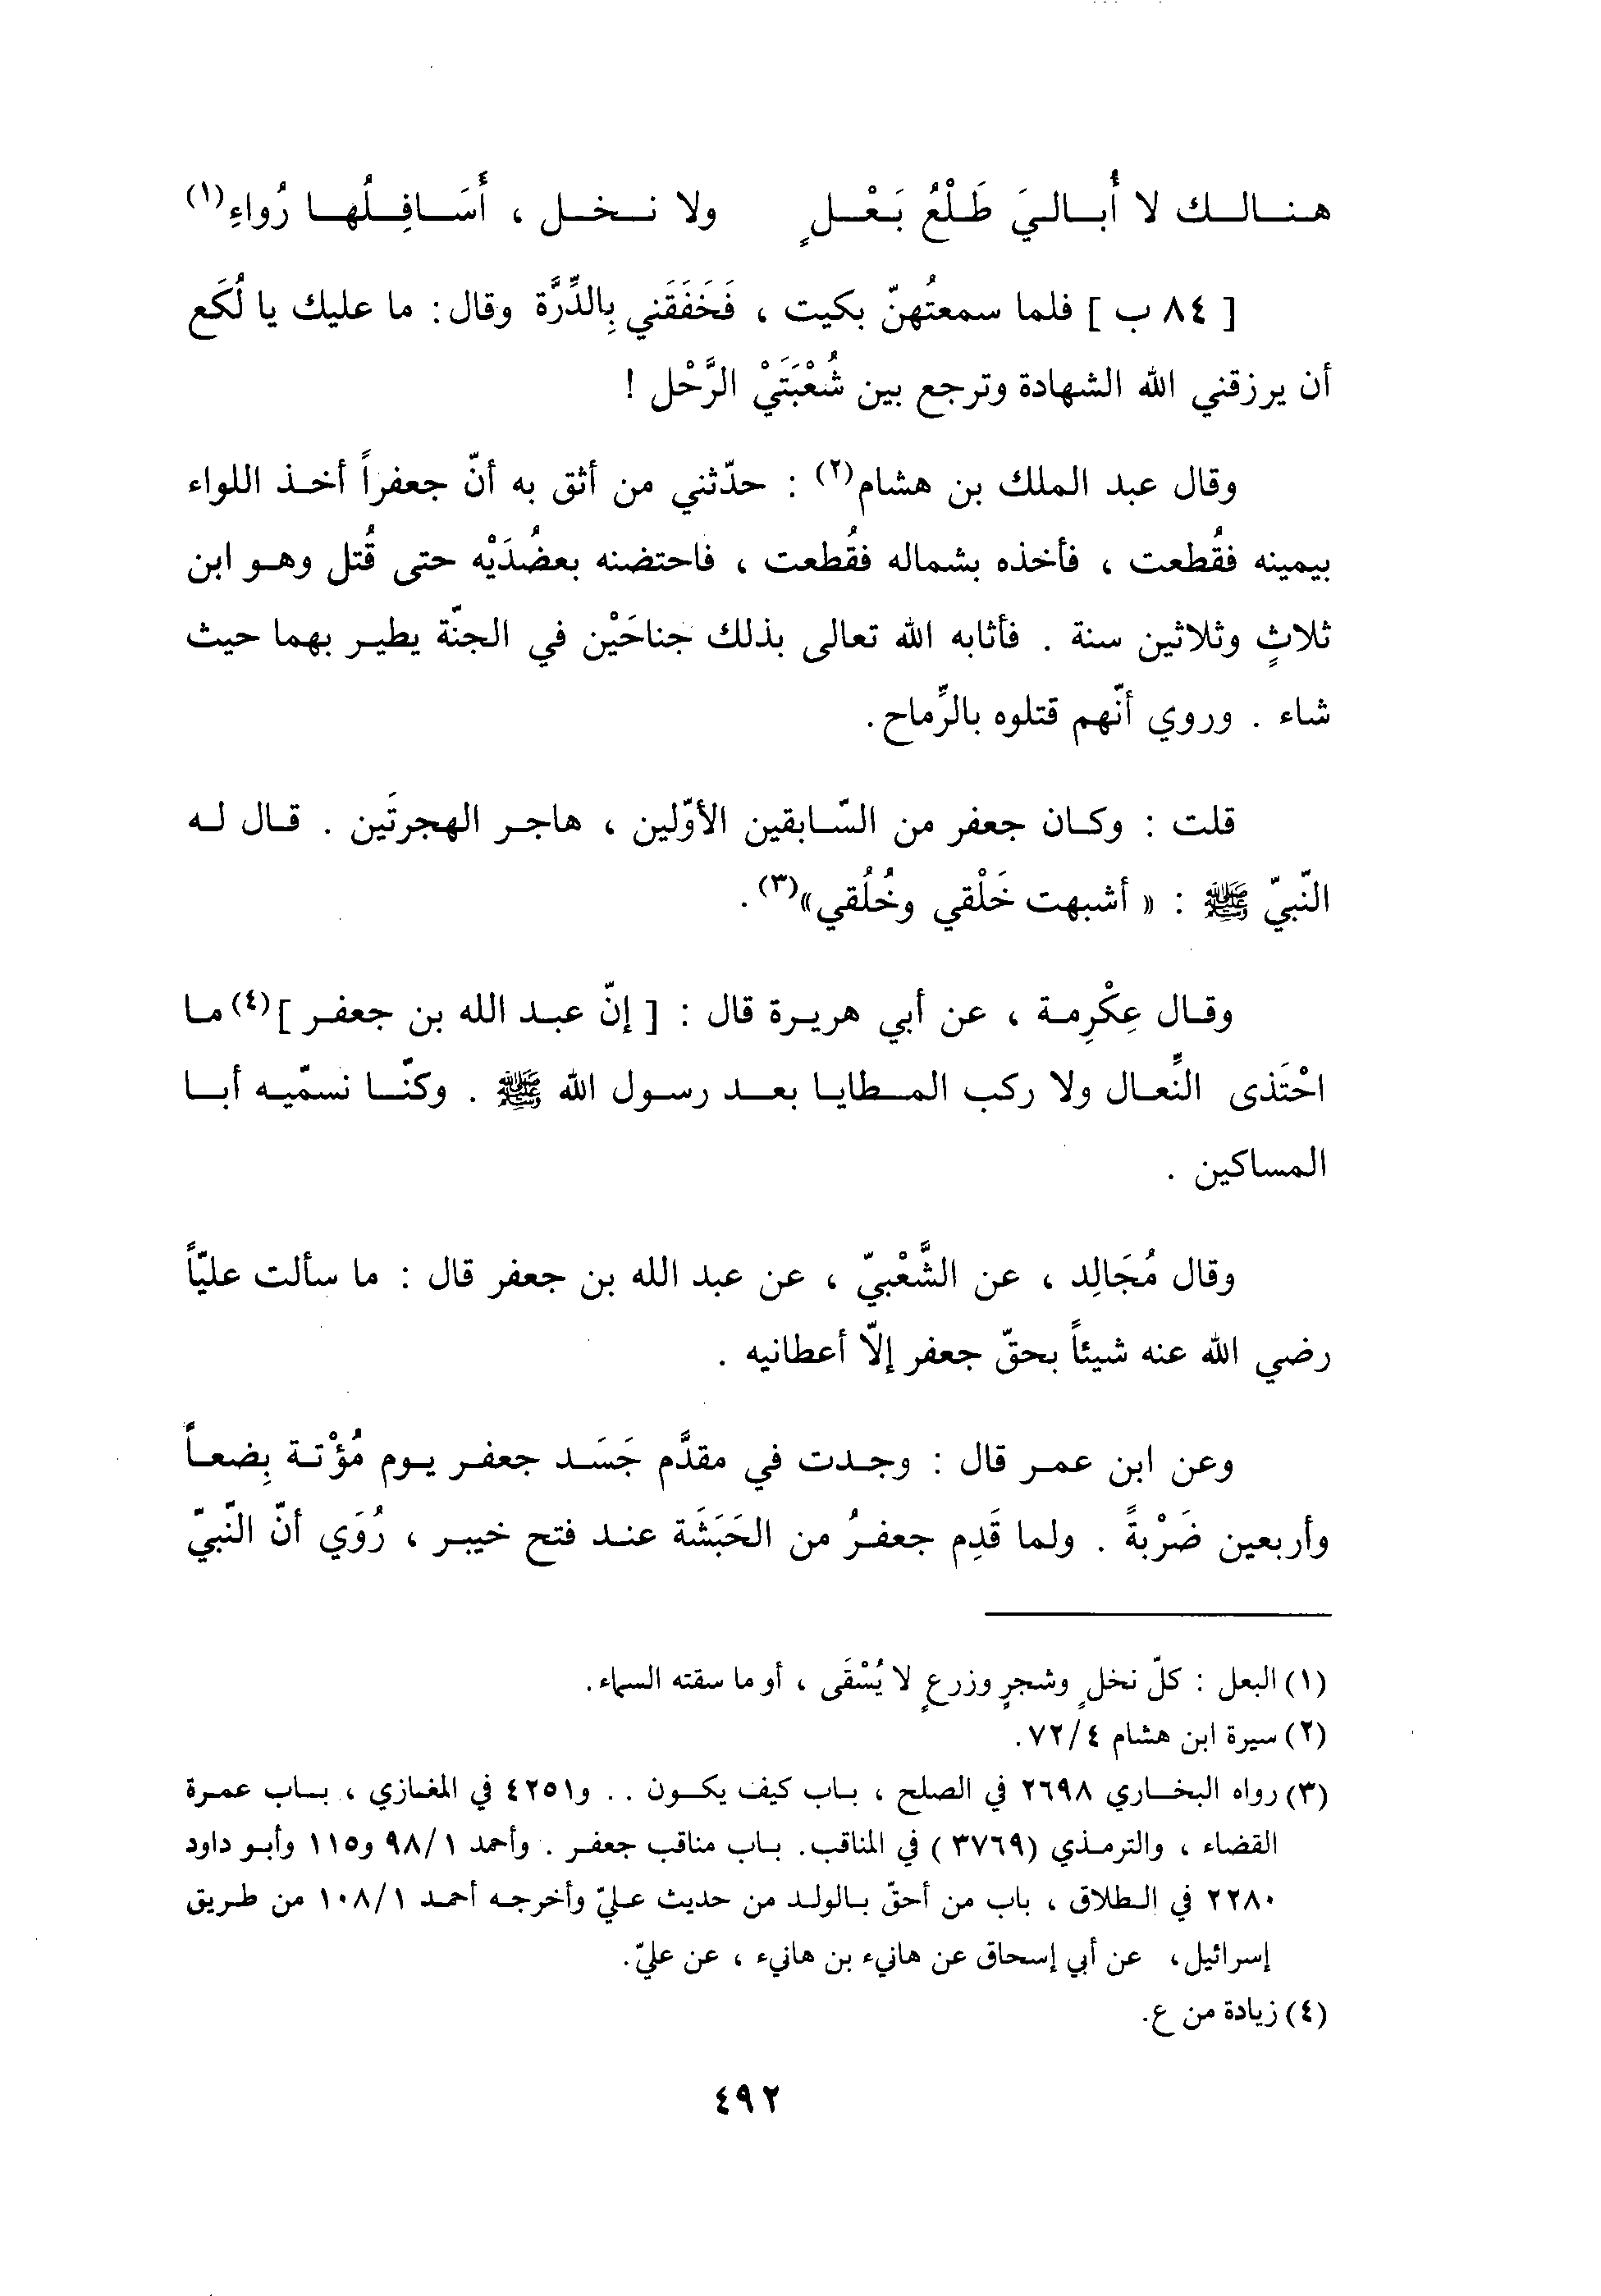 هنالك لا أُباليَ طَلْعُ بَعْلٍ ولا نخل ، أَسَافِلُها رُواءِ(١)
[ ٨٤ ب ] فلما سمعتُهنّ بكيت ، فَخَفَقَني بِالدِّرَّة وقال: ما عليك يا لُكَع
أن يرزقني الله الشهادة وترجع بين شُعْبَتَيْ الرَّحْل !
وقال عبد الملك بن هشام(٢) : حدّثني من أثق به أنّ جعفراً أخذ اللواء
بيمينه فقُطعت ، فأخذه بشماله فقُطعت ، فاحتضنه بعضُدَيْه حتى قُتل وهو ابن
ثلاثٍ وثلاثين سنة . فأثابه الله تعالى بذلك جناحَيْن في الجنّة يطير بهما حيث
شاء . وروي أنّهم قتلوه بالرِّماح.
قلت : وكان جعفر من السّابقين الأوّلين ، هاجر الهجرتَين . قال له
النّبيّ ﷺ : « أشبهت خَلْقي وخُلُقي»(٣) .
وقال عِكْرِمة ، عن أبي هريرة قال : [ إنّ عبد الله بن جعفر ](٤) ما
احْتَذى النِّعال ولا ركب المطايا بعد رسول الله ﷺ . وكنّا نسمّيه أبا
المساكين .
وقال مُجَالِد ، عن الشَّعْبيّ ، عن عبد الله بن جعفر قال : ما سألت عليّاً
رضي الله عنه شيئاً بحقّ جعفر إلّا أعطانيه .
وعن ابن عمر قال : وجدت في مقدَّم جَسَد جعفر يوم مُؤْتة بِضعاً
وأربعين ضَرْبةً . ولما قَدِم جعفرُ من الحَبَشَة عند فتح خيبر ، رُوَي أنّ النّبيّ
(١) البعل : كلّ نخلٍ وشجرٍ وزرعٍ لا يُسْقَى ، أو ما سقته السماء.
(٢) سيرة ابن هشام ٧٢/٤.
(٣) رواه البخاري ٢٦٩٨ في الصلح ، باب كيف يكون . . و٤٢٥١ في المغازي ، باب عمرة
القضاء ، والترمذي (٣٧٦٩ ) في المناقب. باب مناقب جعفر . وأحمد ٩٨/١ و١١٥ وأبو داود
٢٢٨٠ في الطلاق ، باب من أحقّ بالولد من حديث عليّ وأخرجه أحمد ١٠٨/١ من طريق
إسرائيل، عن أبي إسحاق عن هانيء بن هانيء ، عن عليّ.
(٤) زيادة من ع.
٤٩٢